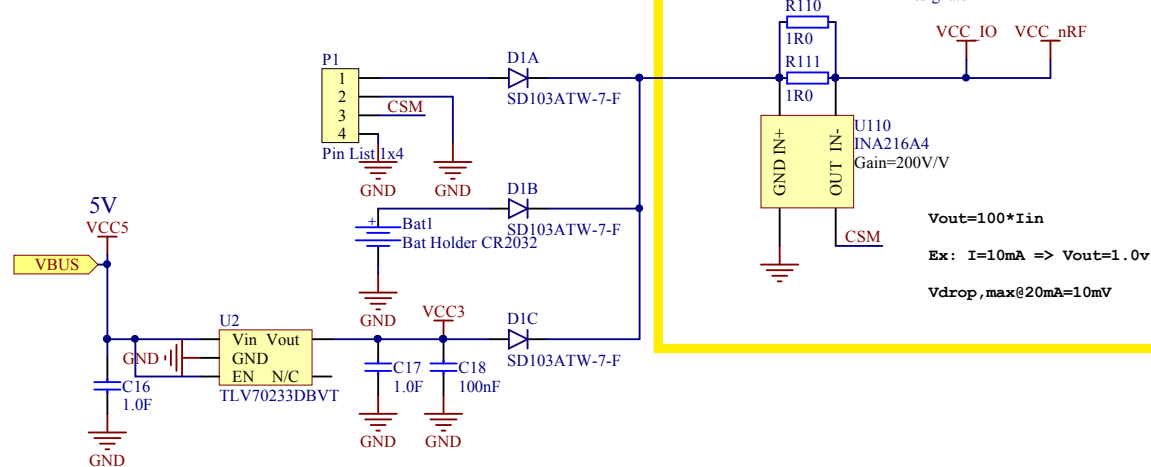 R110
1R0
VCC_IO
VCC_nRF
R111
1R0
P1
1
2
3
4
CSM
Pin List 1x4
GND
GND
D1A
SD103ATW-7-F
U110
INA216A4
Gain=200V/V
GND IN+
OUT IN-
CSM
Vout=100*Iin
Ex: I=10mA => Vout=1.0v
Vdrop,max@20mA=10mV
D1B
SD103ATW-7-F
+
Bat1
Bat Holder CR2032
GND
5V
VCC5
VBUS
U2
Vin Vout
GND
EN N/C
TLV70233DBVT
GND
C16
1.0F
GND
VCC3
C17
1.0F
C18
100nF
GND
GND
D1C
SD103ATW-7-F